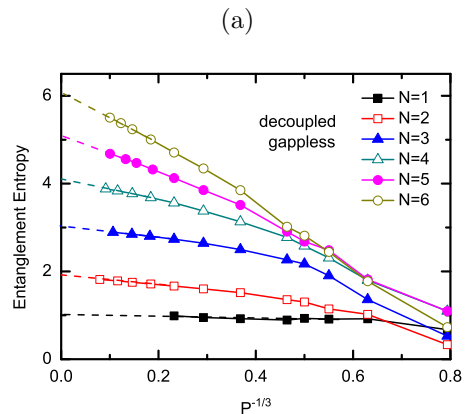 (a)
Entanglement Entropy
6
4
2
0
decoupled
gapless
N=1
N=2
N=3
N=4
N=5
N=6
0.0 0.2 0.4 0.6 0.8
P^-1/3